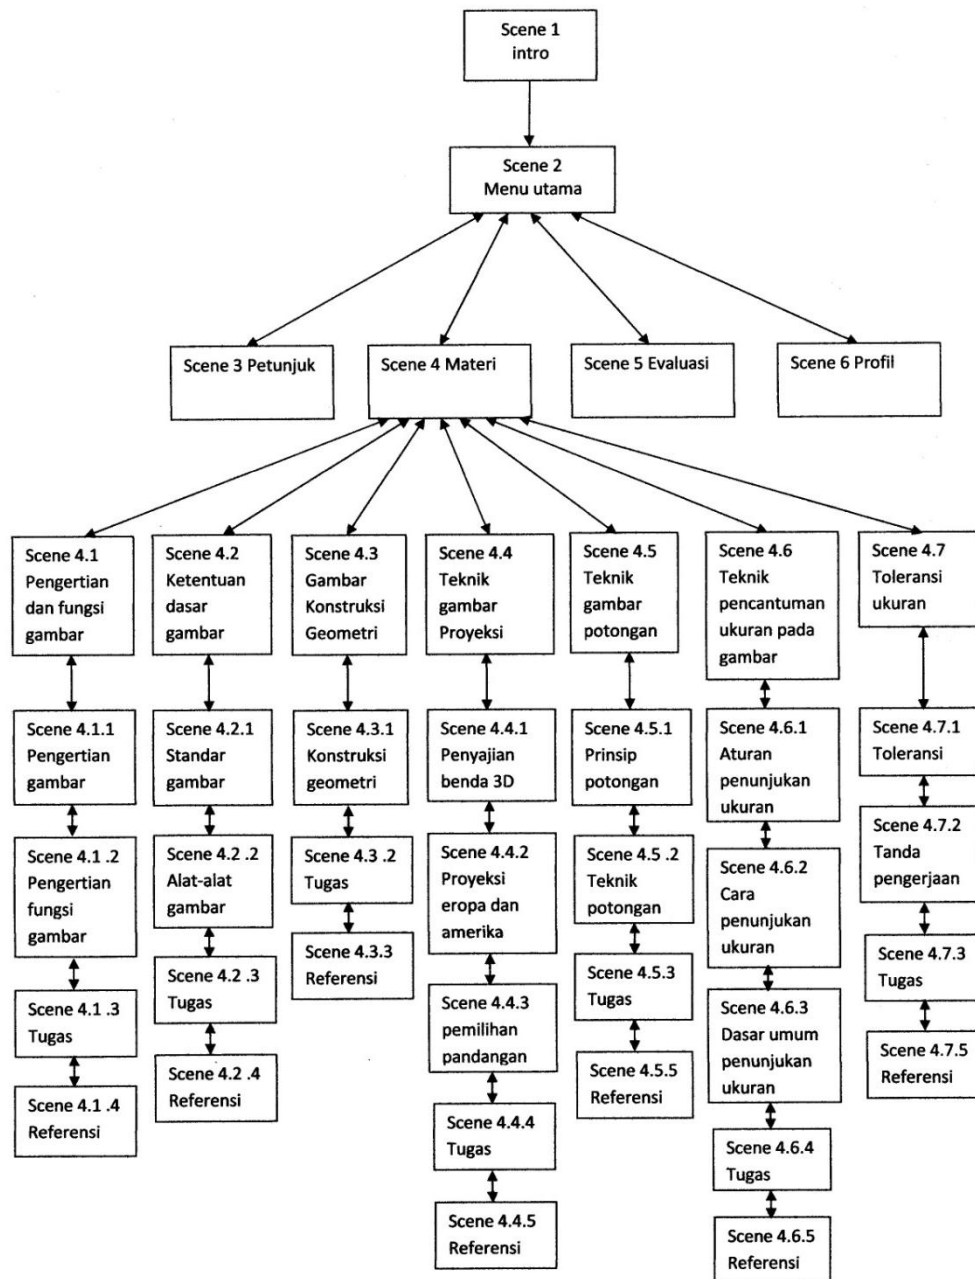 Scene 1
intro
Scene 2
Menu utama
Scene 3 Petunjuk
Scene 4 Materi
Scene 5 Evaluasi
Scene 6 Profil
Scene 4.1
Pengertian
dan fungsi
gambar
Scene 4.2
Ketentuan
dasar
gambar
Scene 4.3
Gambar
Konstruksi
Geometri
Scene 4.4
Teknik
gambar
Proyeksi
Scene 4.5
Teknik
gambar
potongan
Scene 4.6
Teknik
pencantuman
ukuran pada
gambar
Scene 4.7
Toleransi
ukuran
Scene 4.1.1
Pengertian
gambar
Scene 4.2.1
Standar
gambar
Scene 4.3.1
Konstruksi
geometri
Scene 4.4.1
Penyajian
benda 3D
Scene 4.5.1
Prinsip
potongan
Scene 4.6.1
Aturan
penunjukan
ukuran
Scene 4.7.1
Toleransi
Scene 4.1 .2
Pengertian
fungsi
gambar
Scene 4.2 .2
Alat-alat
gambar
Scene 4.3 .2
Tugas
Scene 4.4.2
Proyeksi
eropa dan
amerika
Scene 4.5 .2
Teknik
potongan
Scene 4.6.2
Cara
penunjukan
ukuran
Scene 4.7.2
Tanda
pengerjaan
Scene 4.1 .3
Tugas
Scene 4.2 .3
Tugas
Scene 4.3.3
Referensi
Scene 4.4.3
pemilihan
pandangan
Scene 4.5.3
Tugas
Scene 4.6.3
Dasar umum
penunjukan
ukuran
Scene 4.7.3
Tugas
Scene 4.1 .4
Referensi
Scene 4.2 .4
Referensi
Scene 4.4.4
Tugas
Scene 4.5.5
Referensi
Scene 4.6.4
Tugas
Scene 4.7.5
Referensi
Scene 4.4.5
Referensi
Scene 4.6.5
Referensi